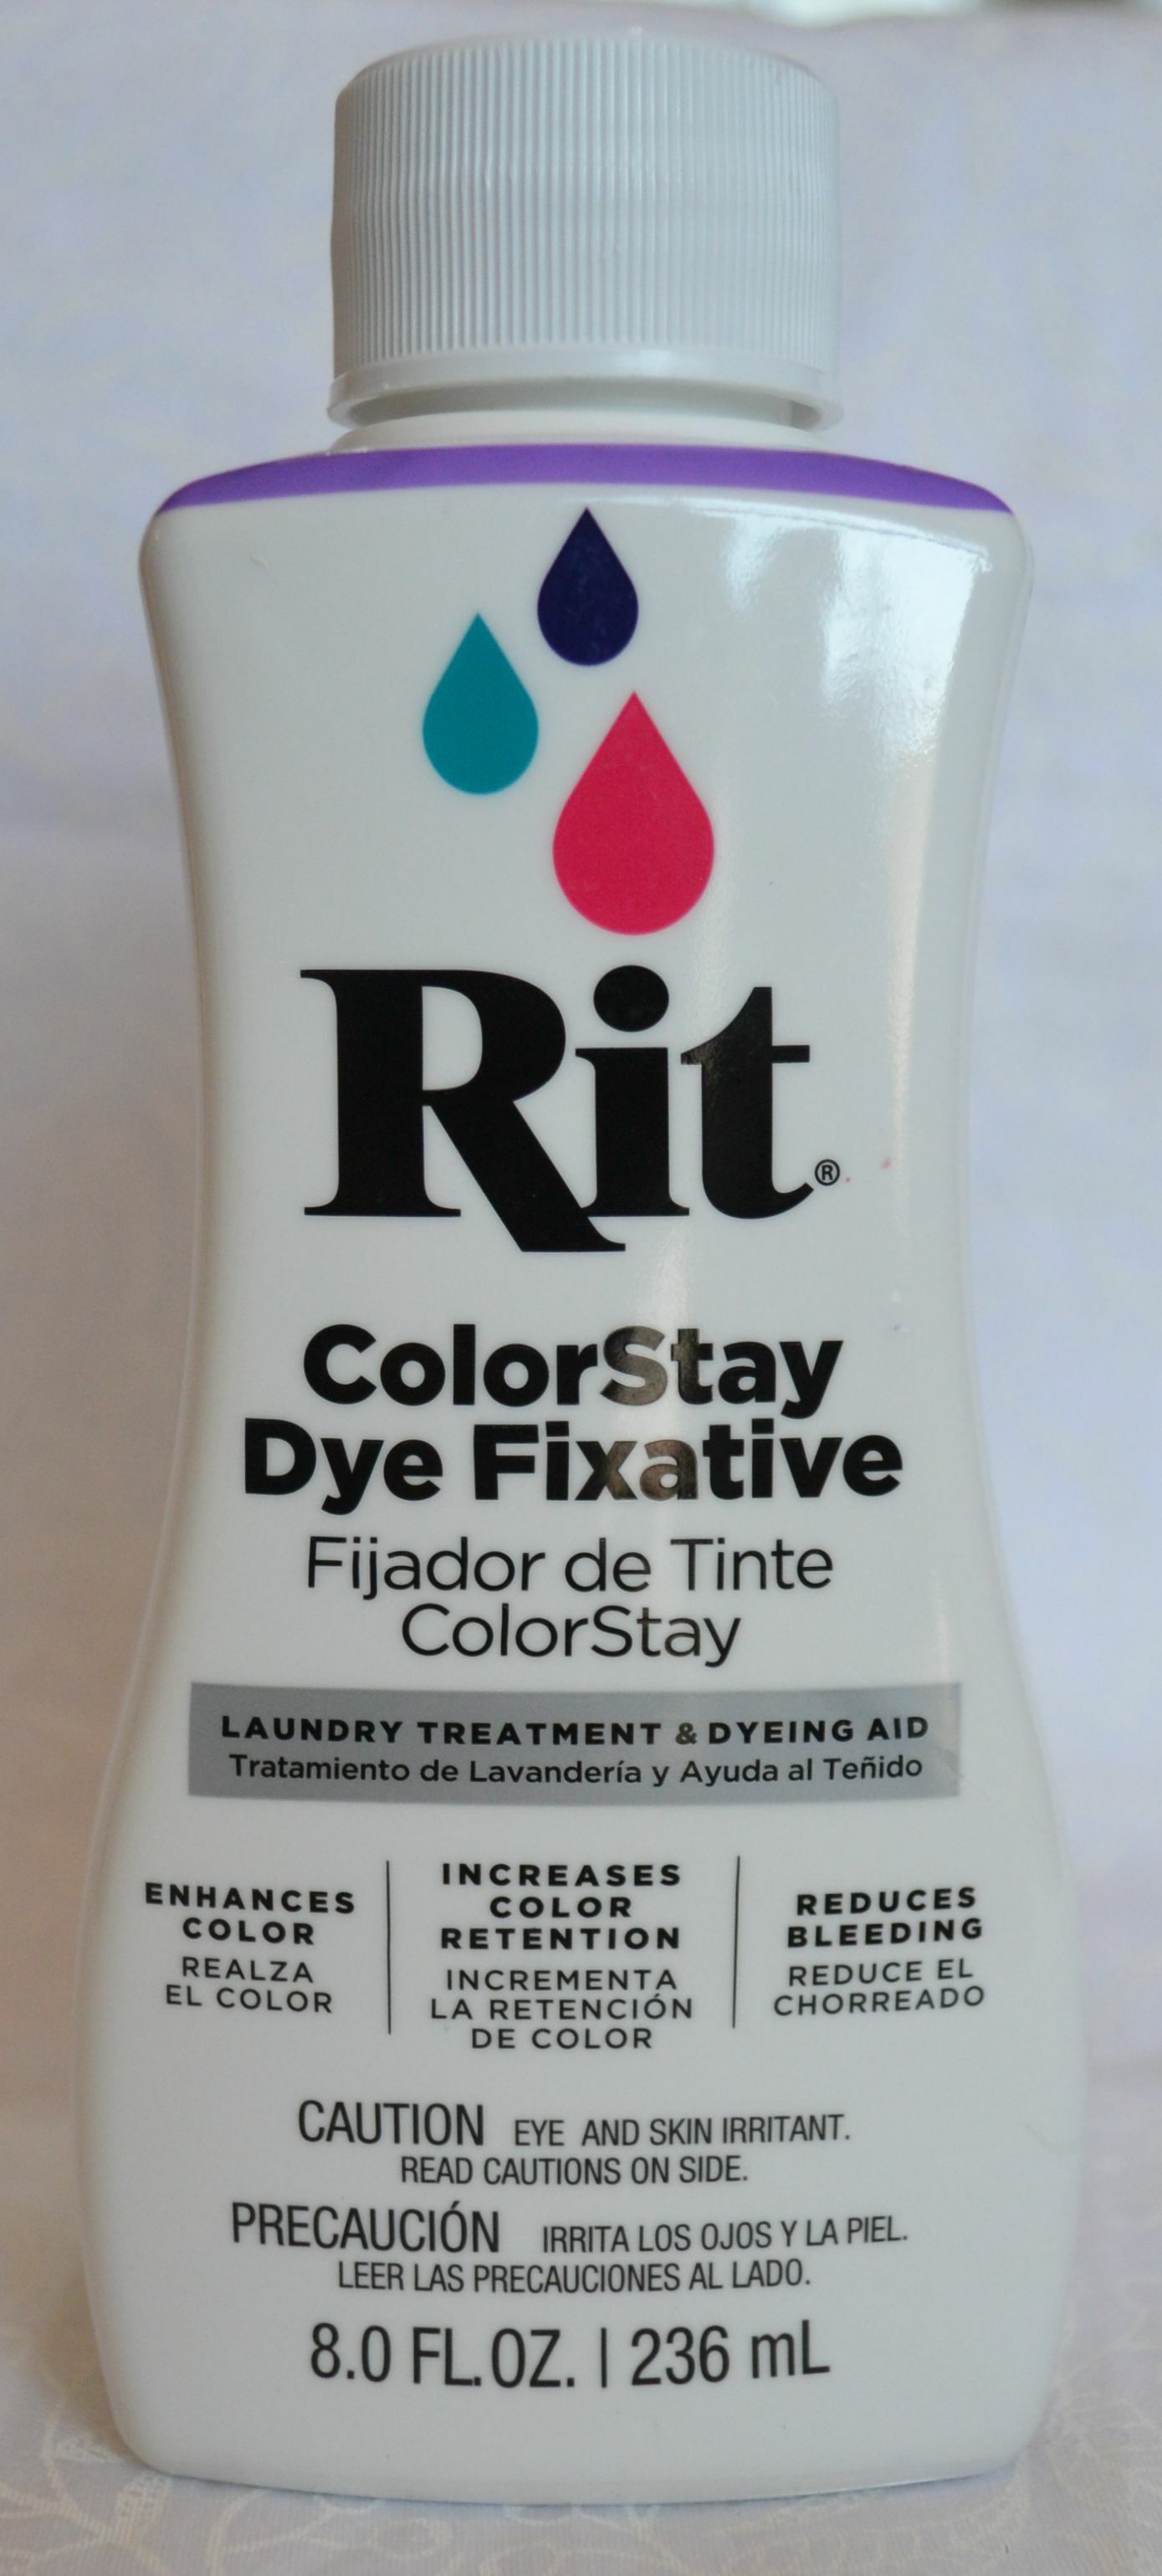 Rit®
ColorStay
Dye Fixative
Fijador de Tinte
ColorStay
LAUNDRY TREATMENT & DYEING AID
Tratamiento de Lavandería y Ayuda al Teñido
ENHANCES
COLOR
REALZA
EL COLOR
INCREASES
COLOR
RETENTION
INCREMENTA
LA RETENCIÓN
DE COLOR
REDUCES
BLEEDING
REDUCE EL
CHORREADO
CAUTION EYE AND SKIN IRRITANT.
READ CAUTIONS ON SIDE.
PRECAUCIÓN IRRITA LOS OJOS Y LA PIEL.
LEER LAS PRECAUCIONES AL LADO.
8.0 FL.OZ. | 236 mL